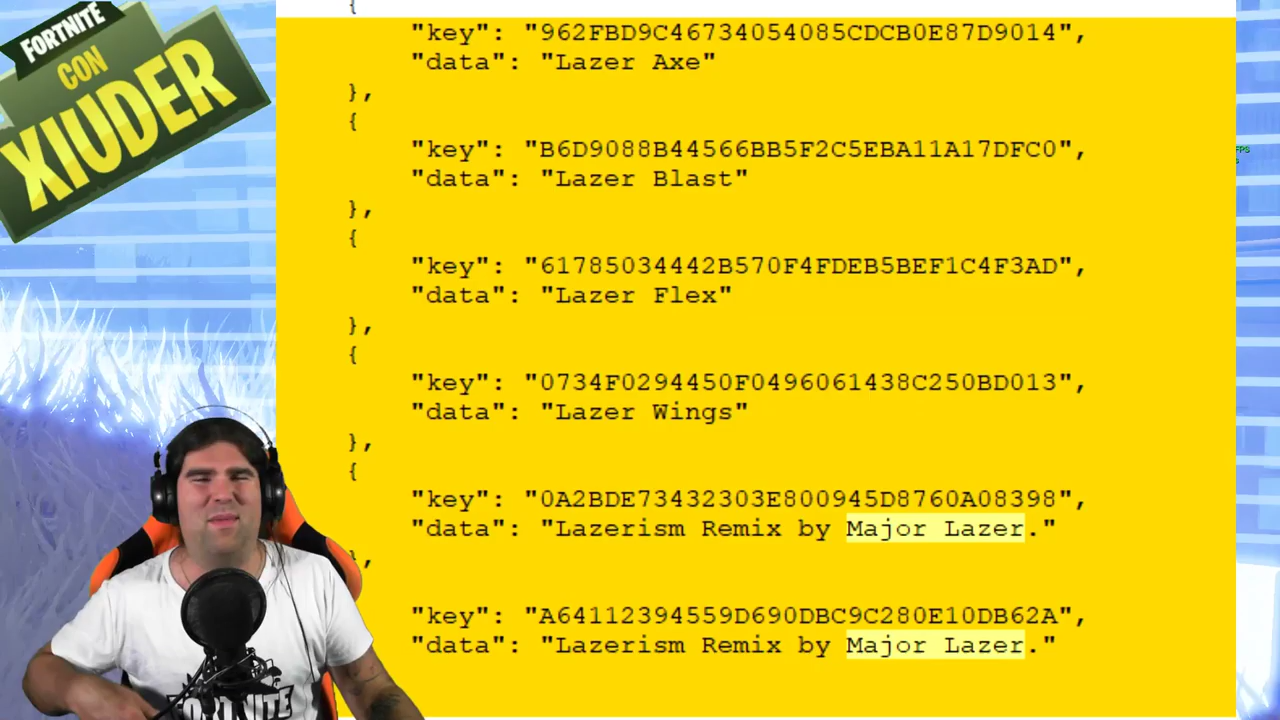 FORTNITE
CON
XIUDER
{
"key": "962FBD9C46734054085CDCB0E87D9014",
"data": "Lazer Axe"
},
{
"key": "B6D9088B44566BB5F2C5EBA11A17DFC0",
"data": "Lazer Blast"
},
{
"key": "61785034442B570F4FDEB5BEF1C4F3AD",
"data": "Lazer Flex"
},
{
"key": "0734F0294450F0496061438C250BD013",
"data": "Lazer Wings"
},
{
"key": "0A2BDE73432303E800945D8760A08398",
"data": "Lazerism Remix by Major Lazer."
},
"key": "A64112394559D690DBC9C280E10DB62A",
"data": "Lazerism Remix by Major Lazer."
FORTNITE
FPS